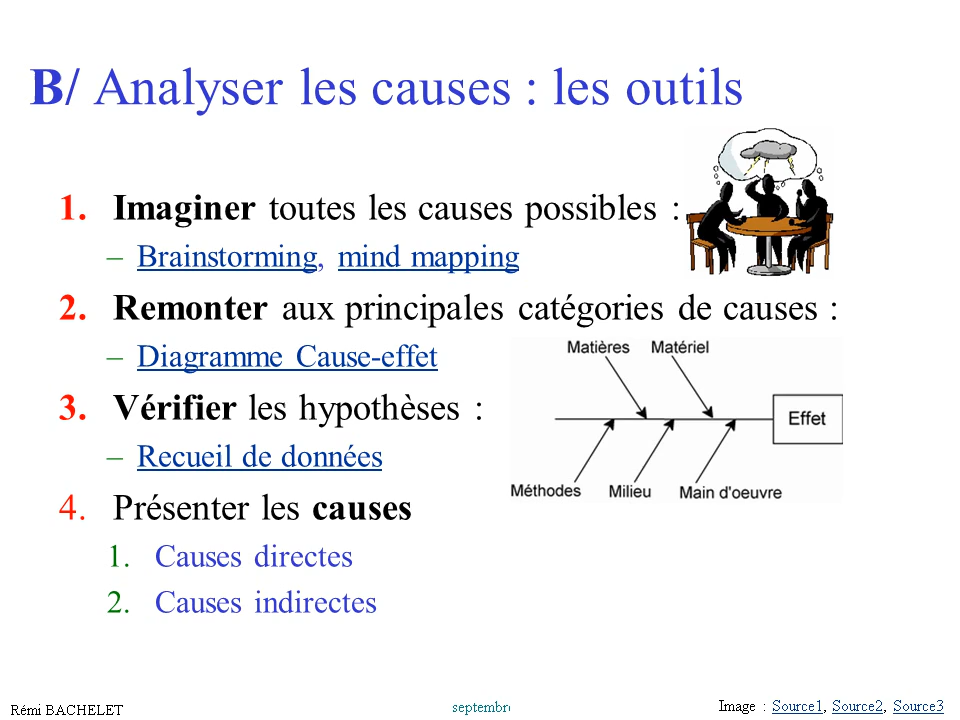 B/ Analyser les causes : les outils
1. Imaginer toutes les causes possibles :
– Brainstorming, mind mapping
2. Remonter aux principales catégories de causes :
– Diagramme Cause-effet
3. Vérifier les hypothèses :
– Recueil de données
4. Présenter les causes
1. Causes directes
2. Causes indirectes
Matières Matériel
Effet
Méthodes Milieu Main d'oeuvre
Rémi BACHELET
septembre
Image : Source1, Source2, Source3